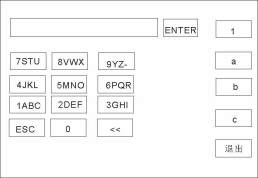 ENTER 1
7STU 8VWX 9YZ- a
4JKL 5MNO 6PQR b
1ABC 2DEF 3GHI
c
ESC 0 <<
退出